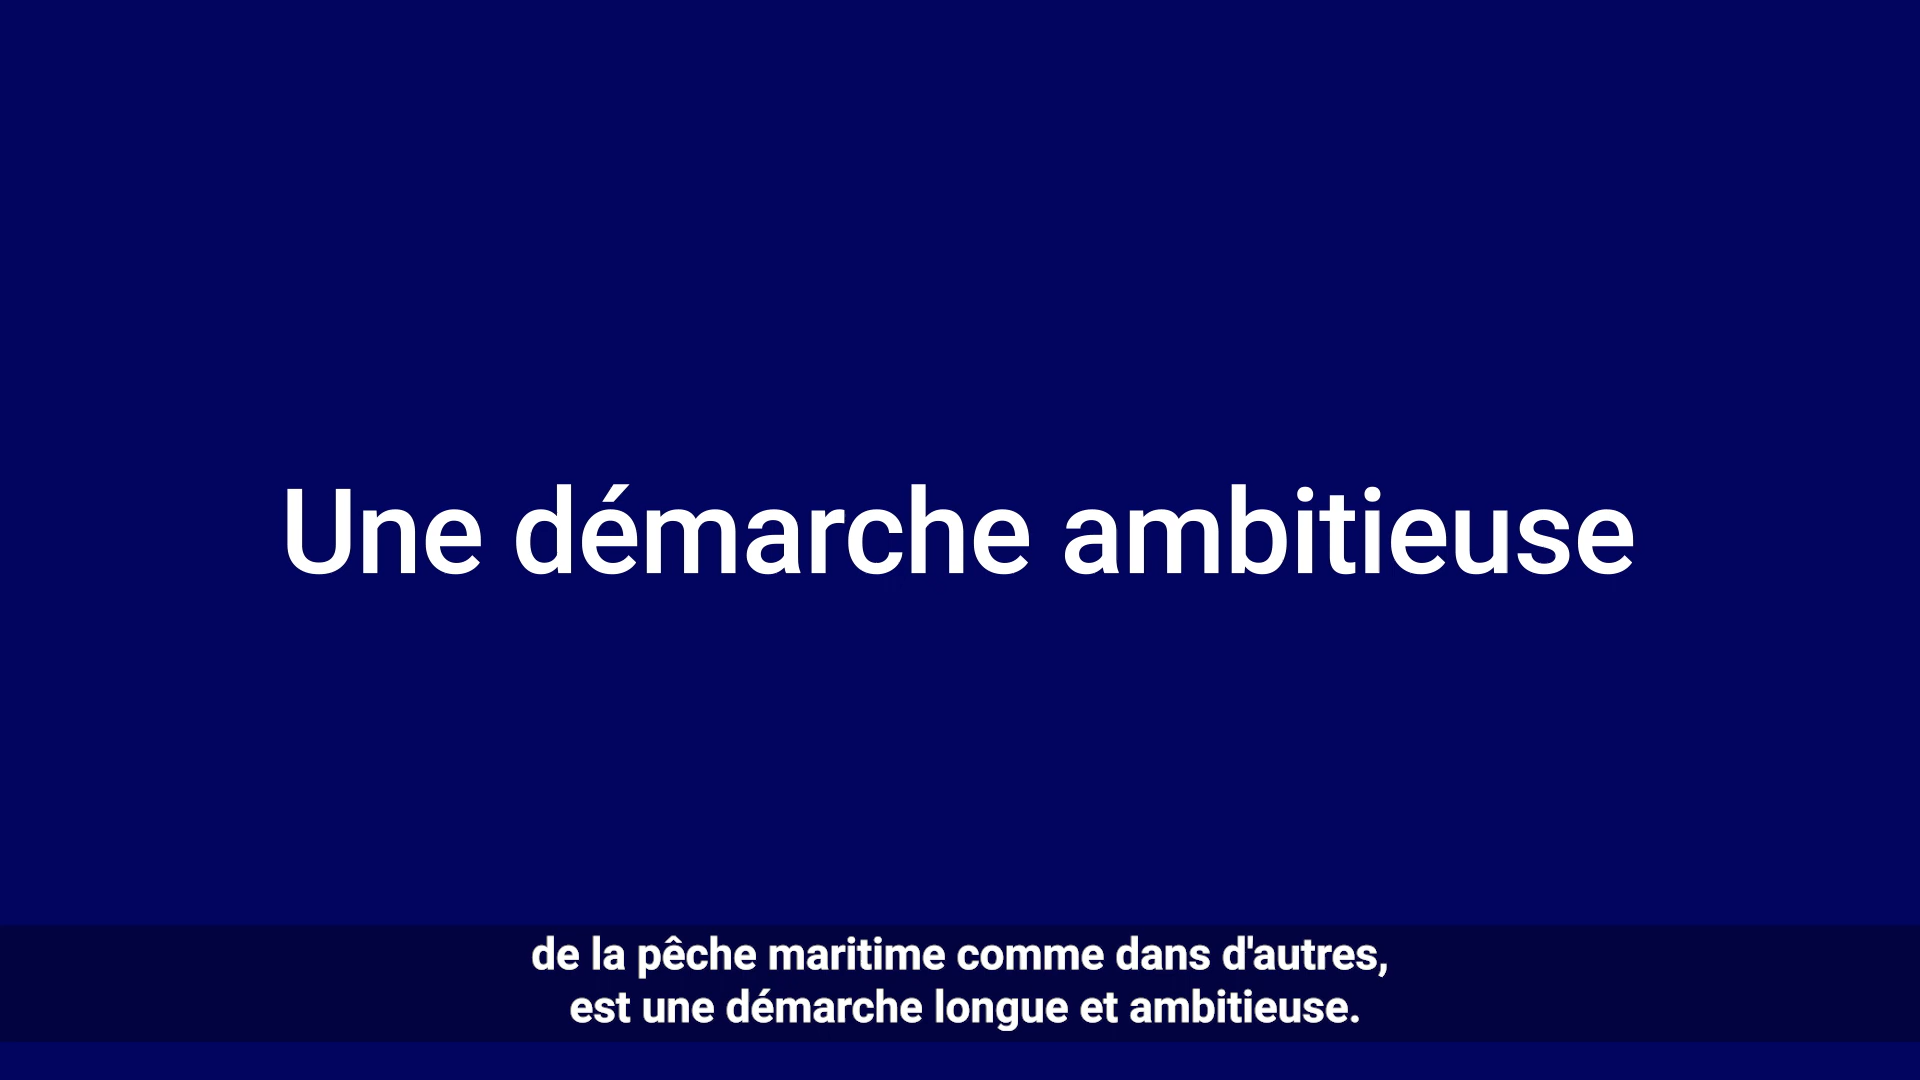 Une démarche ambitieuse
de la pêche maritime comme dans d'autres,
est une démarche longue et ambitieuse.